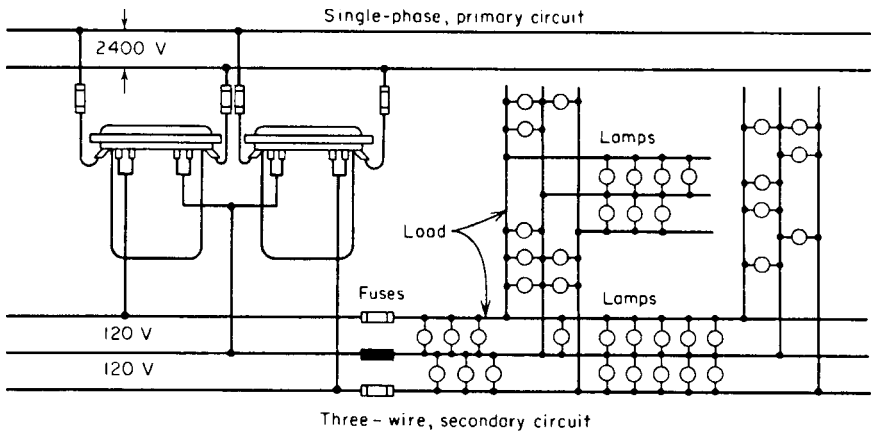 Single-phase, primary circuit
2400 V
Lamps
Load
Fuses
Lamps
120 V
120 V
Three-wire, secondary circuit